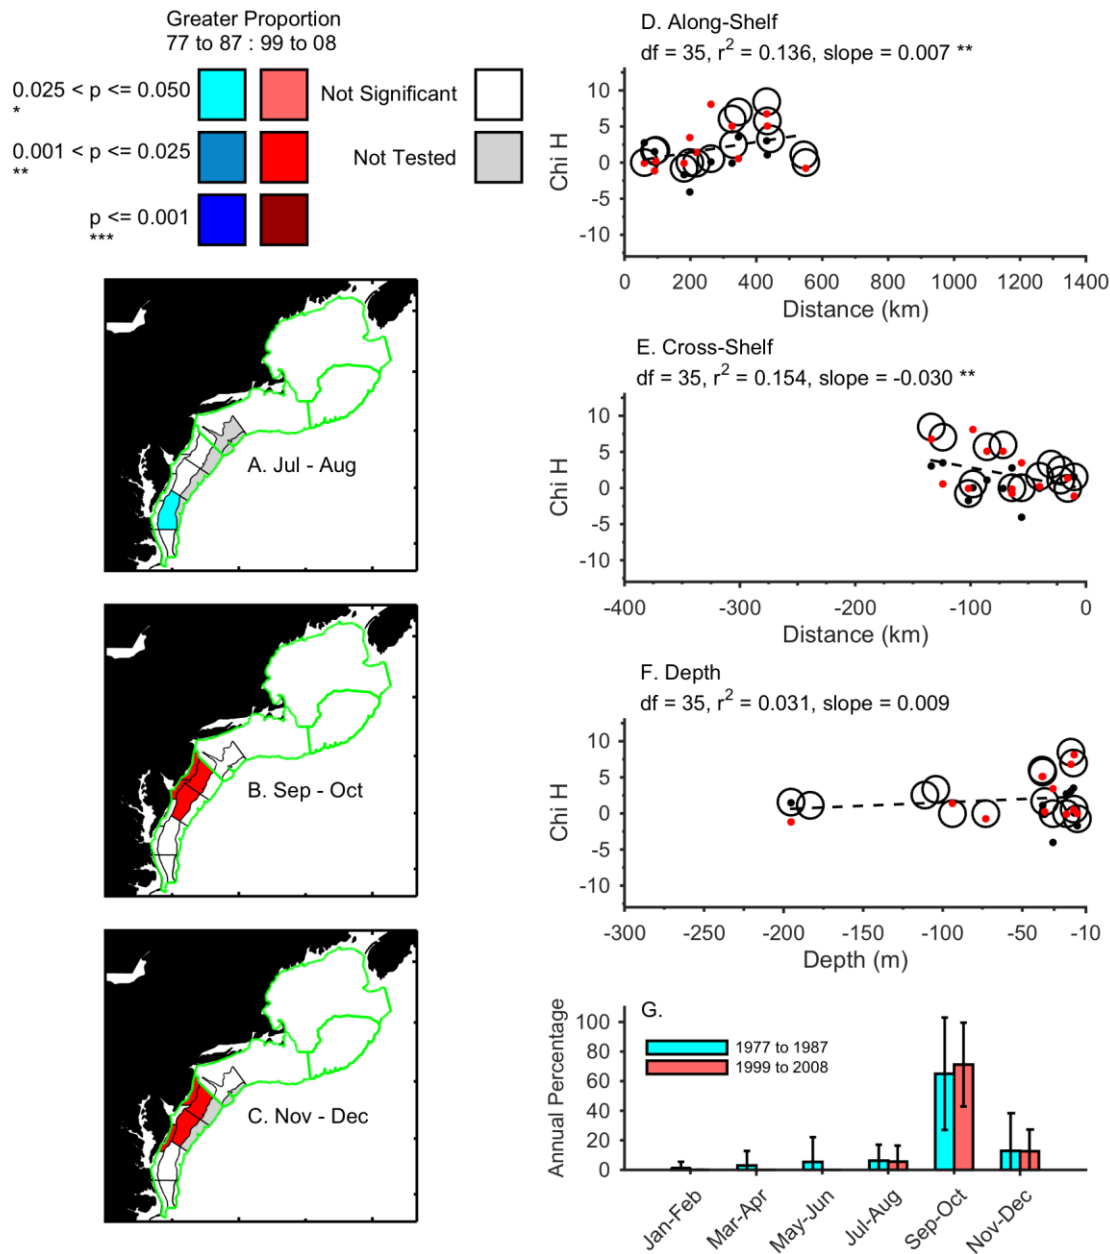 Greater Proportion
77 to 87 : 99 to 08
0.025 < p <= 0.050
*
0.001 < p <= 0.025
**
p <= 0.001
***
Not Significant
Not Tested
A. Jul - Aug
B. Sep - Oct
C. Nov - Dec
D. Along-Shelf
df = 35, r² = 0.136, slope = 0.007 **
10
5
0
-5
-10
Chi H
0 200 400 600 800 1000 1200 1400
Distance (km)
E. Cross-Shelf
df = 35, r² = 0.154, slope = -0.030 **
10
5
0
-5
-10
Chi H
-400 -300 -200 -100 0
Distance (km)
F. Depth
df = 35, r² = 0.031, slope = 0.009
10
5
0
-5
-10
Chi H
-300 -250 -200 -150 -100 -50 -10
Depth (m)
G.
1977 to 1987
1999 to 2008
100
80
60
40
20
0
Annual Percentage
Jan-Feb
Mar-Apr
May-Jun
Jul-Aug
Sep-Oct
Nov-Dec